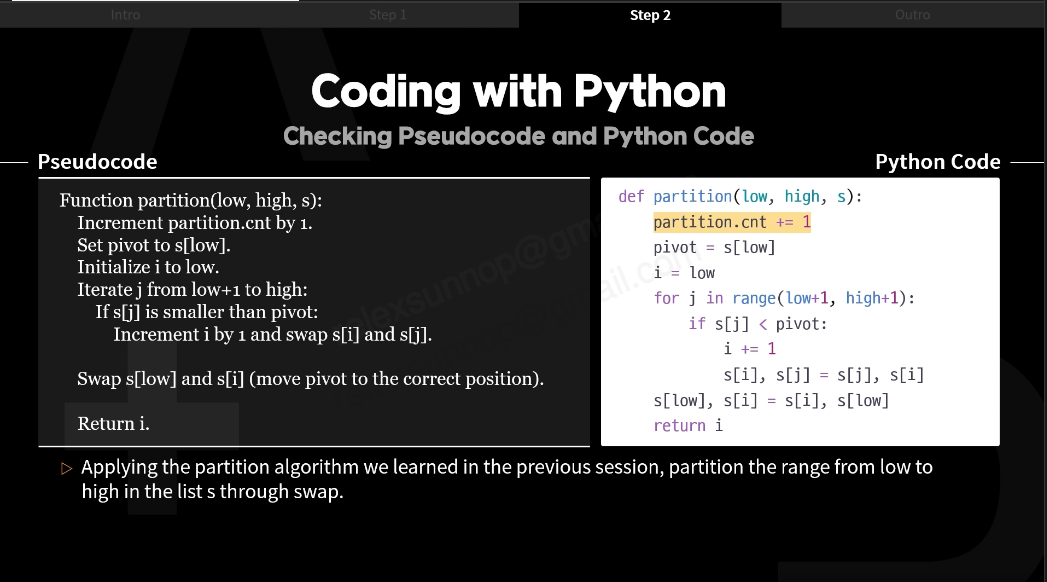 Intro
Step 1
Step 2
Outro
Coding with Python
Checking Pseudocode and Python Code
Pseudocode
Python Code
Function partition(low, high, s):
    Increment partition.cnt by 1.
    Set pivot to s[low].
    Initialize i to low.
    Iterate j from low+1 to high:
        If s[j] is smaller than pivot:
            Increment i by 1 and swap s[i] and s[j].
    Swap s[low] and s[i] (move pivot to the correct position).
    Return i.
def partition(low, high, s):
    partition.cnt += 1
    pivot = s[low]
    i = low
    for j in range(low+1, high+1):
        if s[j] < pivot:
            i += 1
            s[i], s[j] = s[j], s[i]
    s[low], s[i] = s[i], s[low]
    return i
▷ Applying the partition algorithm we learned in the previous session, partition the range from low to
high in the list s through swap.